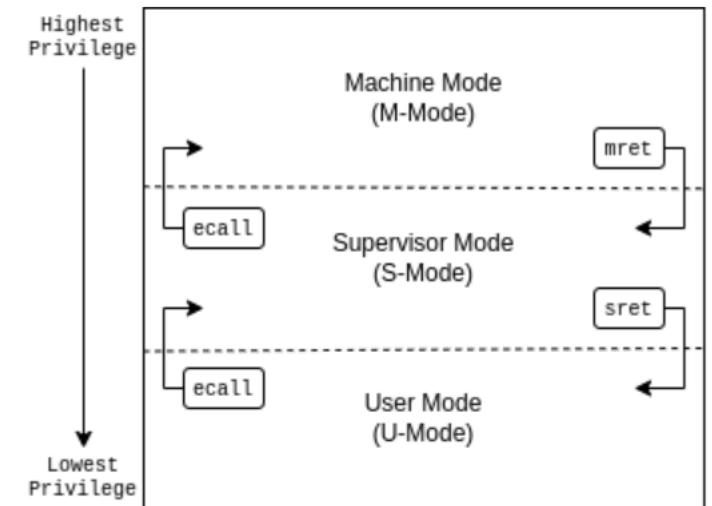 Highest
Privilege
Machine Mode
(M-Mode)
mret
ecall
Supervisor Mode
(S-Mode)
sret
ecall
User Mode
(U-Mode)
Lowest
Privilege